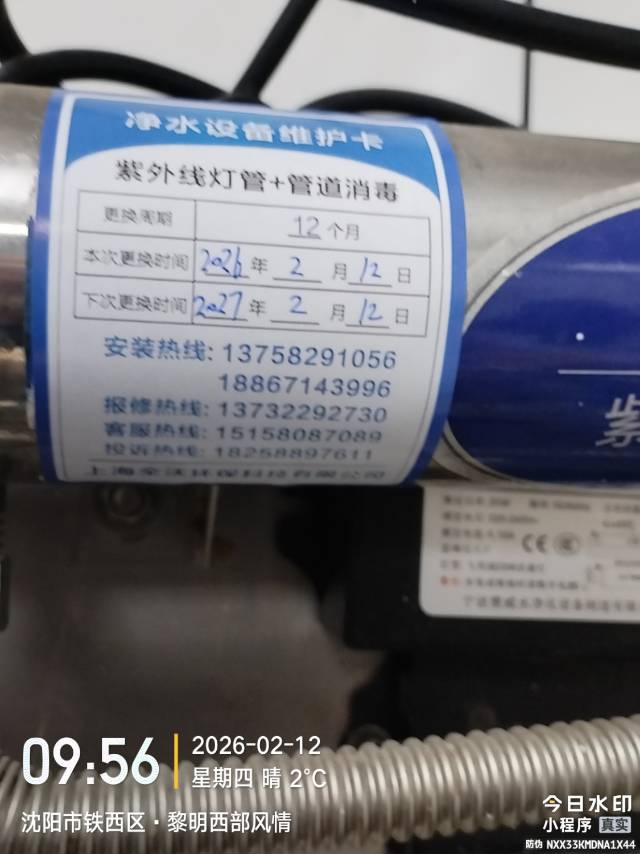 净水设备维护卡
紫外线灯管+管道消毒
更换周期 12个月
本次更换时间 2026年 2 月 12 日
下次更换时间 2027年 2 月 12 日
安装热线: 13758291056
18867143996
报修热线: 13732292730
客服热线: 15158087089
投诉热线: 18258897611
紫
CE CCC
09:56
2026-02-12
星期四 晴 2℃
沈阳市铁西区·黎明西部风情
今日水印
小程序 真实
防伪 NXX33KMDNA1X44